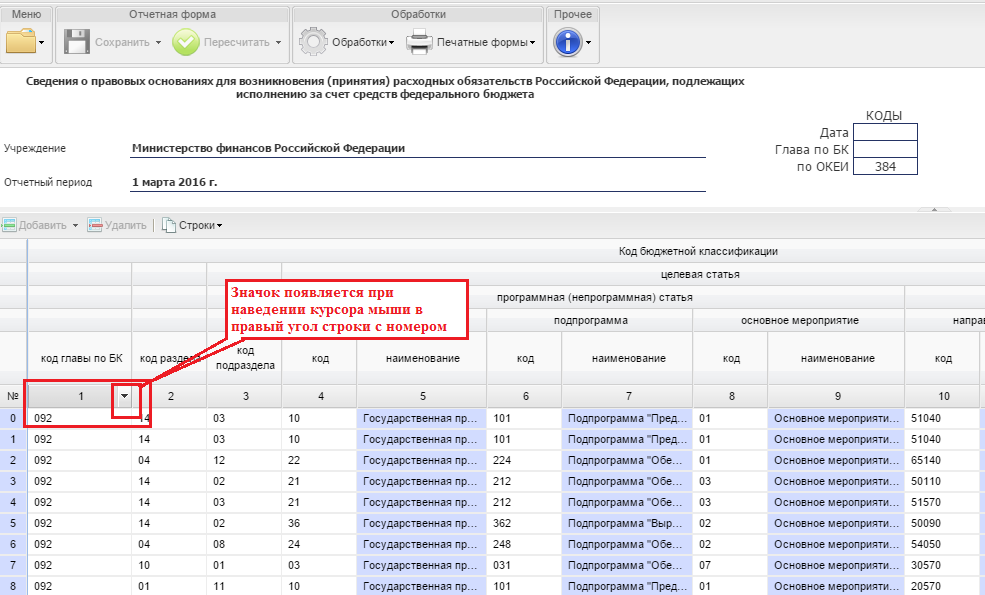 Меню Отчетная форма Обработки Прочее
Сохранить Пересчитать Обработки Печатные формы
Сведения о правовых основаниях для возникновения (принятия) расходных обязательств Российской Федерации, подлежащих
исполнению за счет средств федерального бюджета
КОДЫ
Дата
Учреждение Министерство финансов Российской Федерации Глава по БК
по ОКЕИ 384
Отчетный период 1 марта 2016 г.
Добавить Удалить Строки
Код бюджетной классификации
целевая статья
Значок появляется при
наведении курсора мыши в
правый угол строки с номером
программная (непрограммная) статья
подпрограмма основное мероприятие направ
код главы по БК код раздела код подраздела код наименование код наименование код наименование код
№ 1 2 3 4 5 6 7 8 9 10
0 092 14 03 10 Государственная пр... 101 Подпрограмма "Пред... 01 Основное мероприяти... 51040
1 092 14 03 10 Государственная пр... 101 Подпрограмма "Пред... 01 Основное мероприяти... 51040
2 092 04 12 22 Государственная пр... 224 Подпрограмма "Обе... 01 Основное мероприяти... 65140
3 092 14 02 21 Государственная пр... 212 Подпрограмма "Обе... 03 Основное мероприяти... 50110
4 092 14 03 21 Государственная пр... 212 Подпрограмма "Обе... 03 Основное мероприяти... 51570
5 092 14 02 36 Государственная пр... 362 Подпрограмма "Выр... 02 Основное мероприяти... 50090
6 092 04 08 24 Государственная пр... 248 Подпрограмма "Обе... 02 Основное мероприяти... 54050
7 092 10 01 03 Государственная пр... 031 Подпрограмма "Обе... 07 Основное мероприяти... 30570
8 092 01 11 10 Государственная пр... 101 Подпрограмма "Пред... 01 Основное мероприяти... 20570